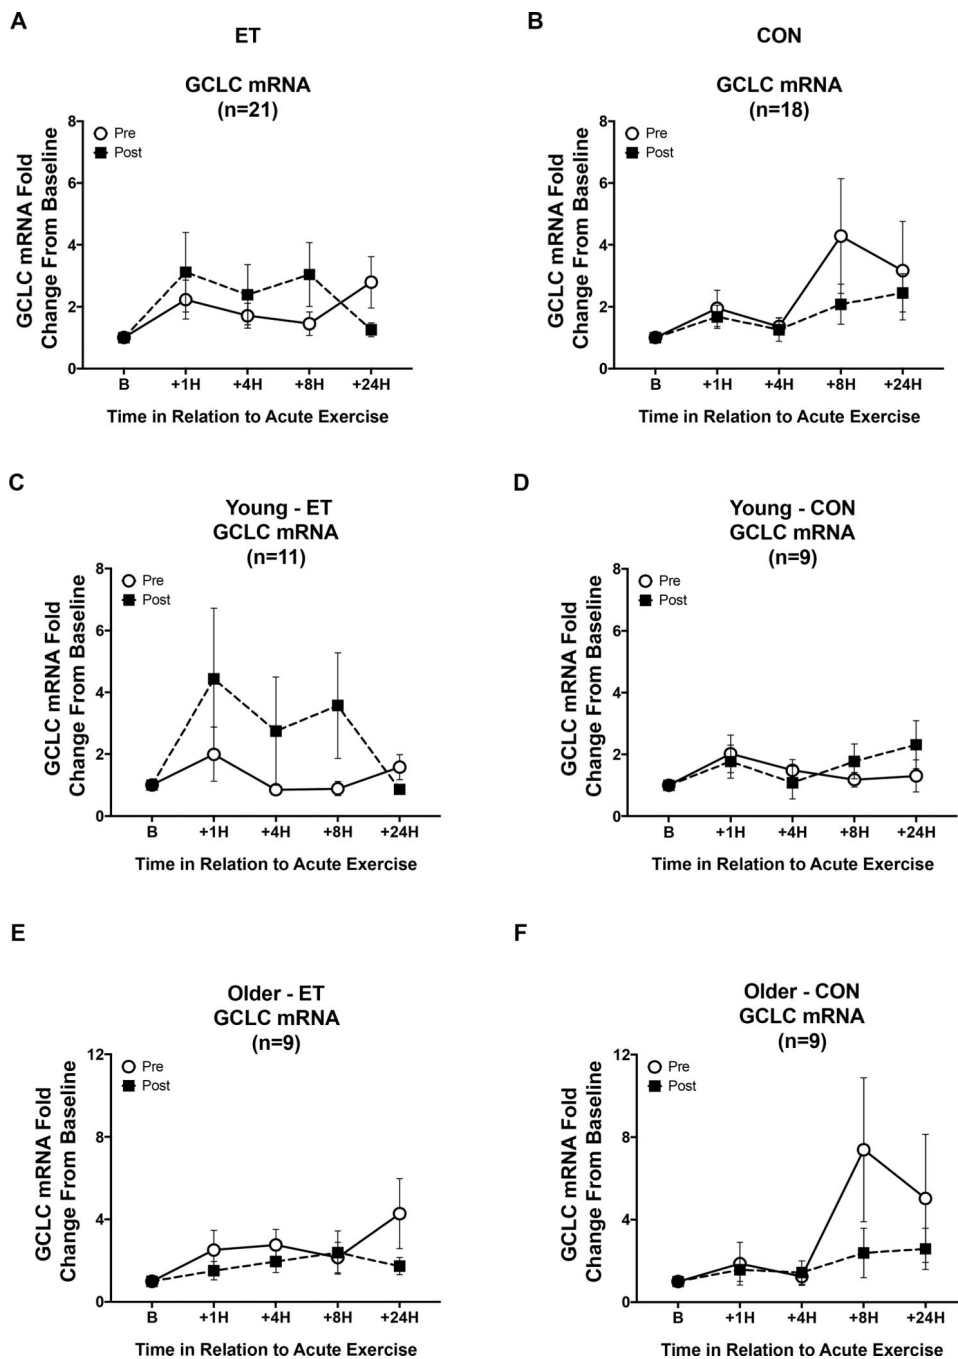 A
ET
GCLC mRNA
(n=21)
Pre
Post
GCLC mRNA Fold
Change From Baseline
8
6
4
2
0
B
+1H
+4H
+8H
+24H
Time in Relation to Acute Exercise
B
CON
GCLC mRNA
(n=18)
Pre
Post
GCLC mRNA Fold
Change From Baseline
8
6
4
2
0
B
+1H
+4H
+8H
+24H
Time in Relation to Acute Exercise
C
Young - ET
GCLC mRNA
(n=11)
Pre
Post
GCLC mRNA Fold
Change From Baseline
8
6
4
2
0
B
+1H
+4H
+8H
+24H
Time in Relation to Acute Exercise
D
Young - CON
GCLC mRNA
(n=9)
Pre
Post
GCLC mRNA Fold
Change From Baseline
8
6
4
2
0
B
+1H
+4H
+8H
+24H
Time in Relation to Acute Exercise
E
Older - ET
GCLC mRNA
(n=9)
Pre
Post
GCLC mRNA Fold
Change From Baseline
12
8
4
0
B
+1H
+4H
+8H
+24H
Time in Relation to Acute Exercise
F
Older - CON
GCLC mRNA
(n=9)
Pre
Post
GCLC mRNA Fold
Change From Baseline
12
8
4
0
B
+1H
+4H
+8H
+24H
Time in Relation to Acute Exercise